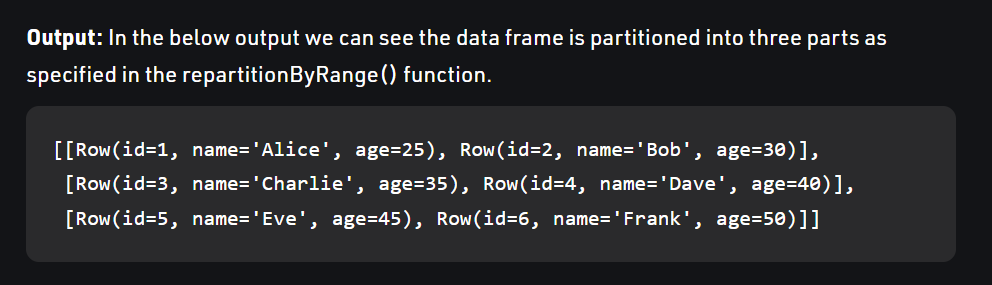 Output: In the below output we can see the data frame is partitioned into three parts as
specified in the repartitionByRange() function.
[[Row(id=1, name='Alice', age=25), Row(id=2, name='Bob', age=30)],
[Row(id=3, name='Charlie', age=35), Row(id=4, name='Dave', age=40)],
[Row(id=5, name='Eve', age=45), Row(id=6, name='Frank', age=50)]]